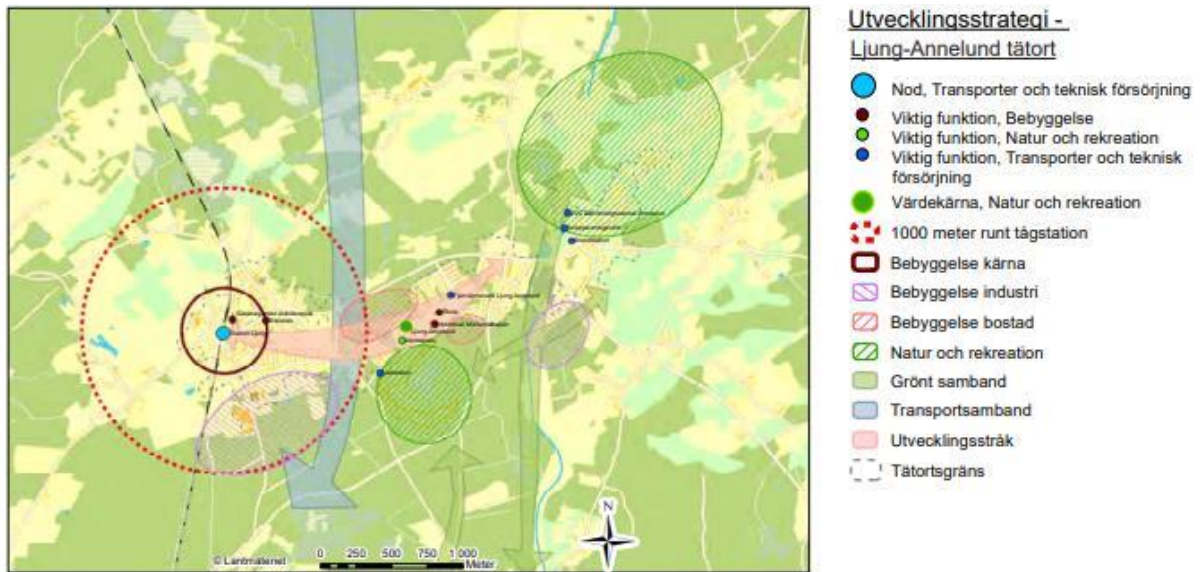 Utvecklingsstrategi -
Ljung-Annelund tätort
Nod, Transporter och teknisk försörjning
Viktig funktion, Bebyggelse
Viktig funktion, Natur och rekreation
Viktig funktion, Transporter och teknisk
försörjning
Värdekärna, Natur och rekreation
1000 meter runt tågstation
Bebyggelse kärna
Bebyggelse industri
Bebyggelse bostad
Natur och rekreation
Grönt samband
Transportsamband
Utvecklingsstråk
Tätortsgräns
N
© Lantmäteriet
0 250 500 750 1 000
Meter